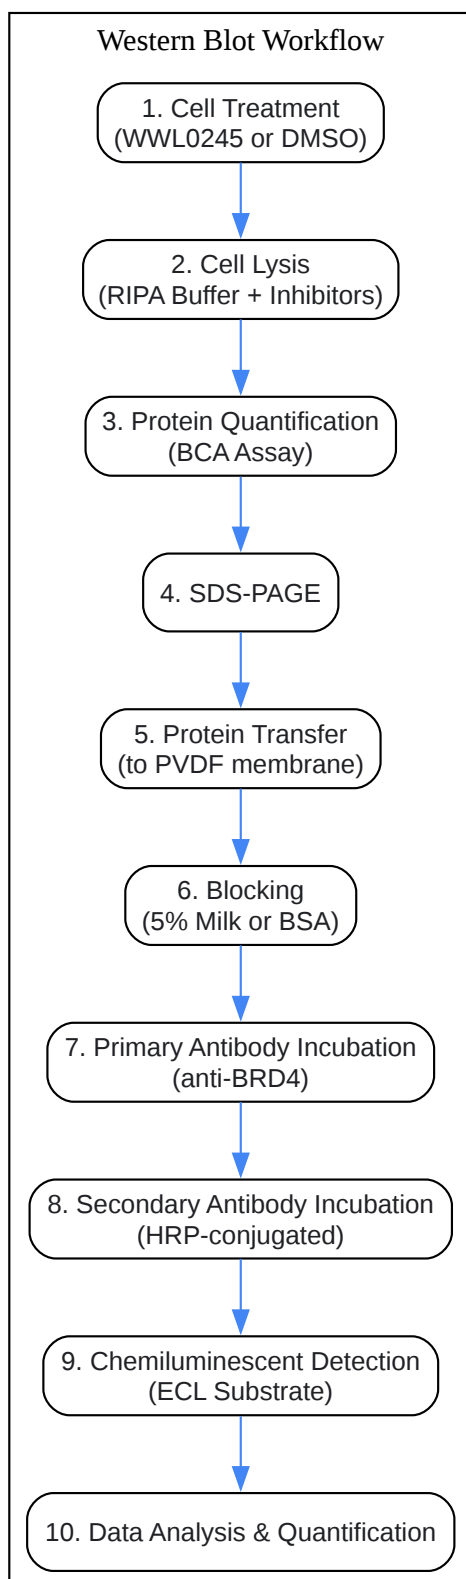 Western Blot Workflow
1. Cell Treatment
(WWL0245 or DMSO)
2. Cell Lysis
(RIPA Buffer + Inhibitors)
3. Protein Quantification
(BCA Assay)
4. SDS-PAGE
5. Protein Transfer
(to PVDF membrane)
6. Blocking
(5% Milk or BSA)
7. Primary Antibody Incubation
(anti-BRD4)
8. Secondary Antibody Incubation
(HRP-conjugated)
9. Chemiluminescent Detection
(ECL Substrate)
10. Data Analysis & Quantification